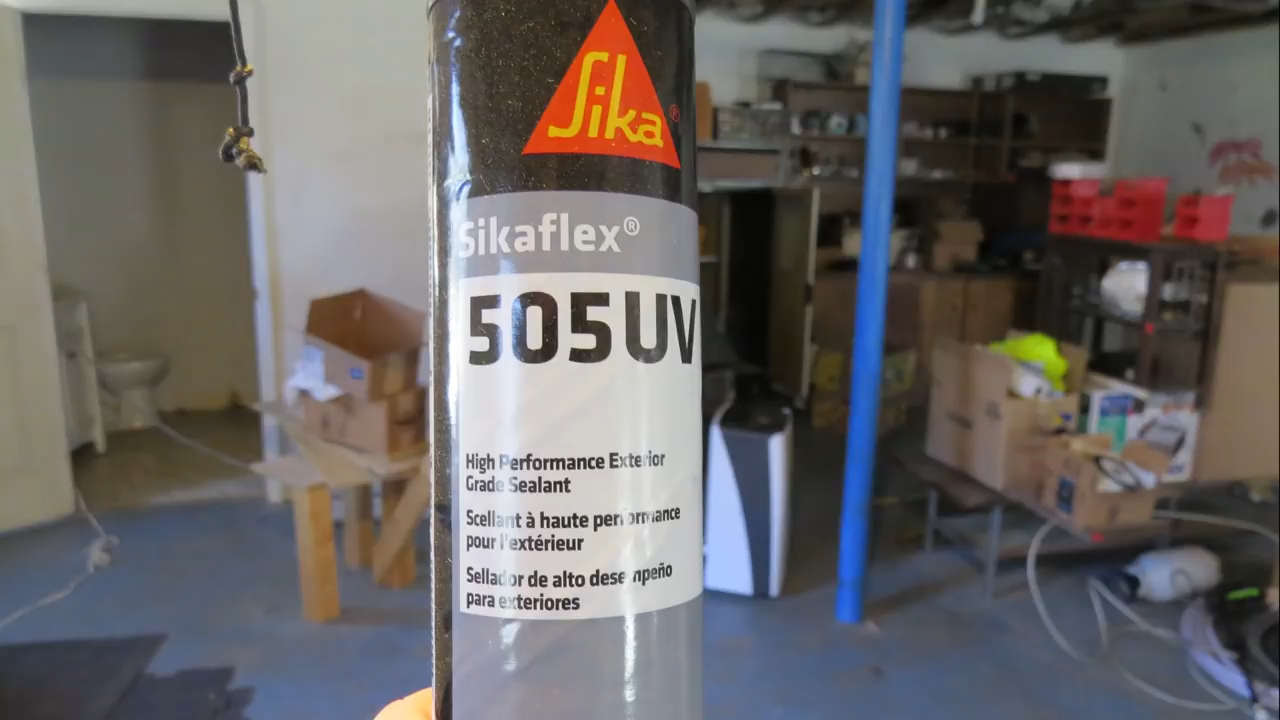 Sika®
Sikaflex®
505UV
High Performance Exterior
Grade Sealant
Scellant à haute performance
pour l'extérieur
Sellador de alto desempeño
para exteriores